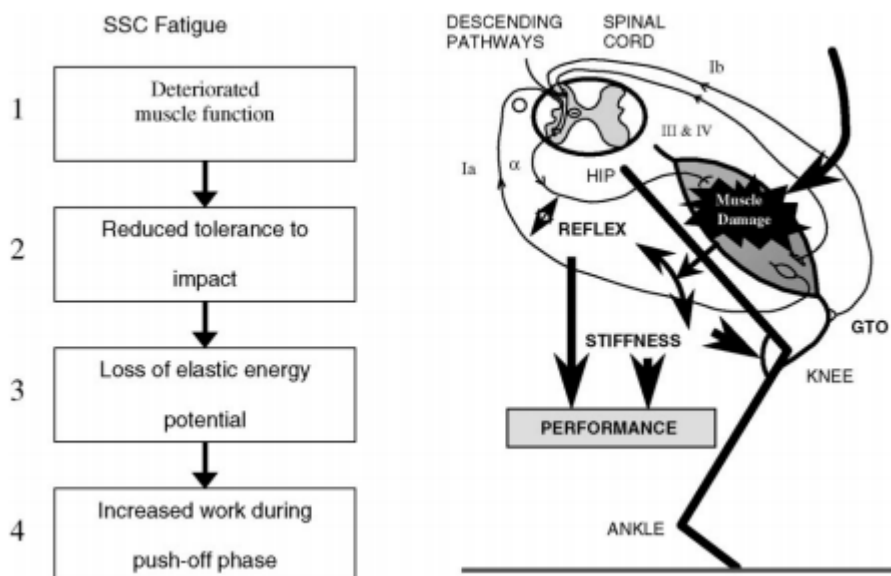 SSC Fatigue
1
Deteriorated
muscle function
2
Reduced tolerance to
impact
3
Loss of elastic energy
potential
4
Increased work during
push-off phase
DESCENDING
PATHWAYS
SPINAL
CORD
Ib
III & IV
Ia
α
HIP
Muscle
Damage
REFLEX
GTO
STIFFNESS
KNEE
PERFORMANCE
ANKLE